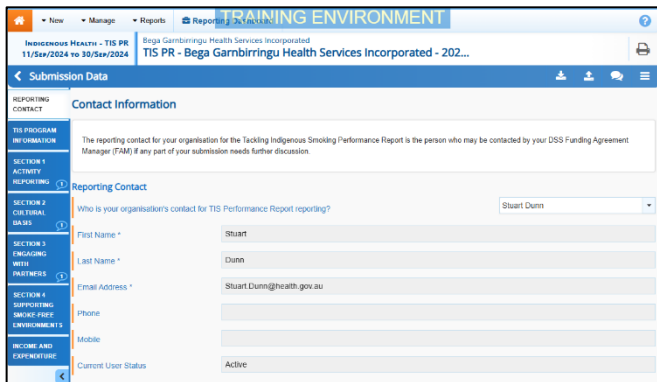 New
Manage
Reports
Reporting
TRAINING ENVIRONMENT
INDIGENOUS HEALTH - TIS PR
11/SEP/2024 TO 30/SEP/2024
Bega Garnbirringu Health Services Incorporated
TIS PR - Bega Garnbirringu Health Services Incorporated - 202...
Submission Data
REPORTING
CONTACT
TIS PROGRAM
INFORMATION
SECTION 1
ACTIVITY
REPORTING
SECTION 2
CULTURAL
BASIS
SECTION 3
ENGAGING
WITH
PARTNERS
SECTION 4
SUPPORTING
SMOKE-FREE
ENVIRONMENTS
INCOME AND
EXPENDITURE
Contact Information
The reporting contact for your organisation for the Tackling Indigenous Smoking Performance Report is the person who may be contacted by your DSS Funding Agreement
Manager (FAM) if any part of your submission needs further discussion.
Reporting Contact
Who is your organisation's contact for TIS Performance Report reporting?
Stuart Dunn
First Name *
Stuart
Last Name *
Dunn
Email Address *
Stuart.Dunn@health.gov.au
Phone
Mobile
Current User Status
Active